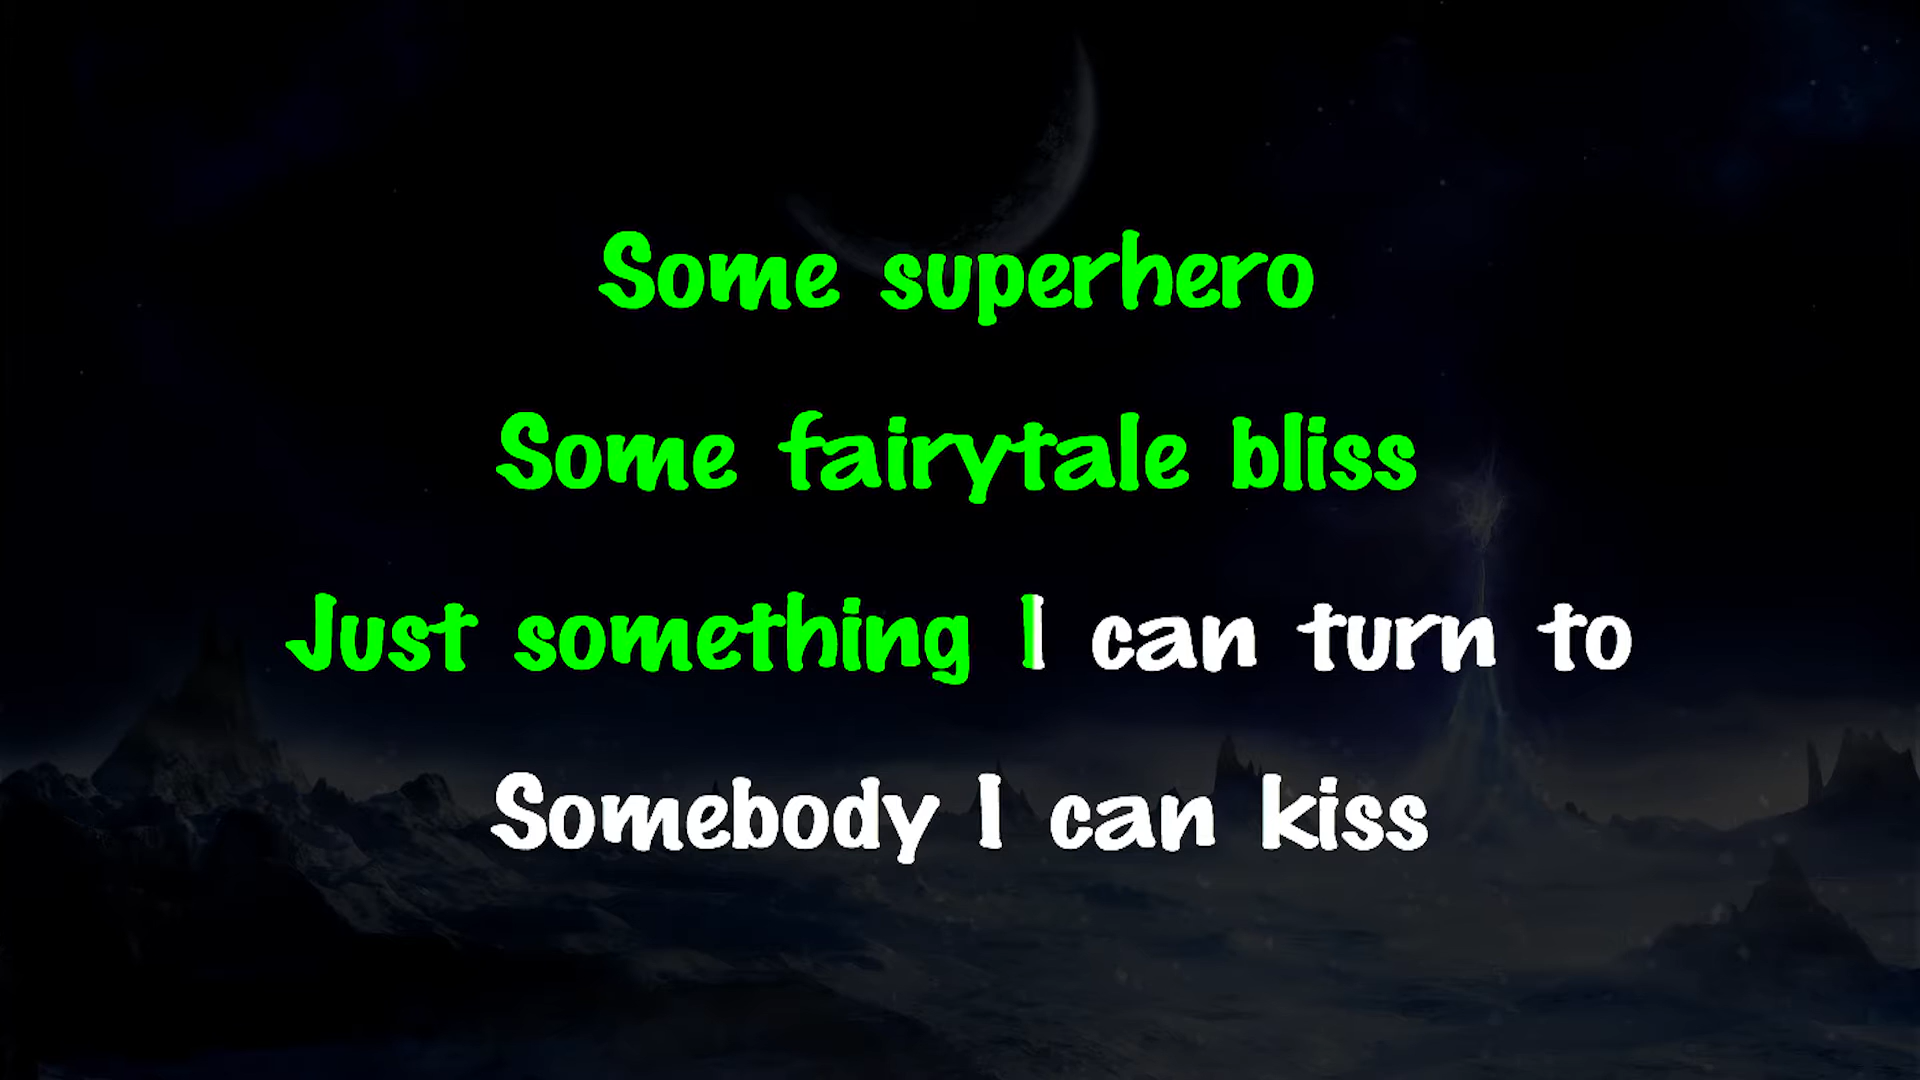 Some superhero
Some fairytale bliss
Just something I can turn to
Somebody I can kiss